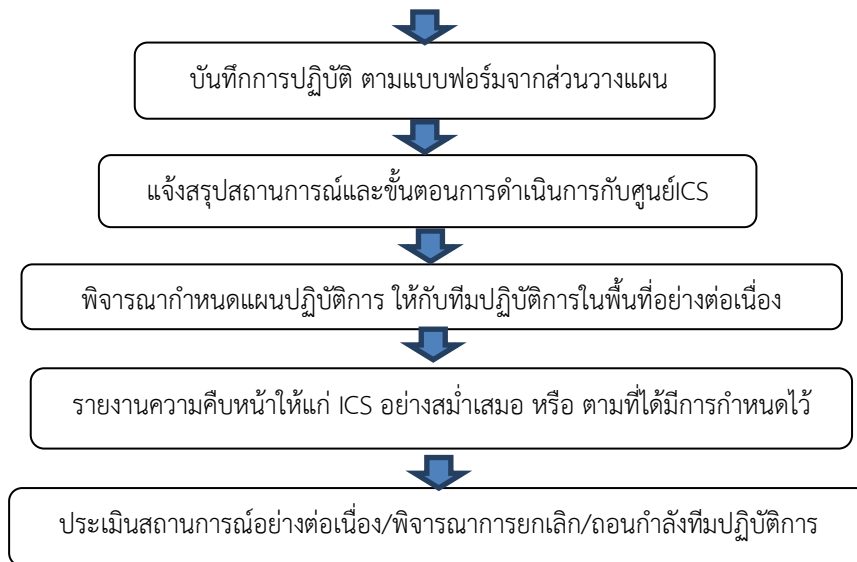 บันทึกการปฏิบัติ ตามแบบฟอร์มจากส่วนวางแผน
แจ้งสรุปสถานการณ์และขั้นตอนการดำเนินการกับศูนย์ICS
พิจารณากำหนดแผนปฏิบัติการ ให้กับทีมปฏิบัติการในพื้นที่อย่างต่อเนื่อง
รายงานความคืบหน้าให้แก่ ICS อย่างสม่ำเสมอ หรือ ตามที่ได้มีการกำหนดไว้
ประเมินสถานการณ์อย่างต่อเนื่อง/พิจารณาการยกเลิก/ถอนกำลังทีมปฏิบัติการ